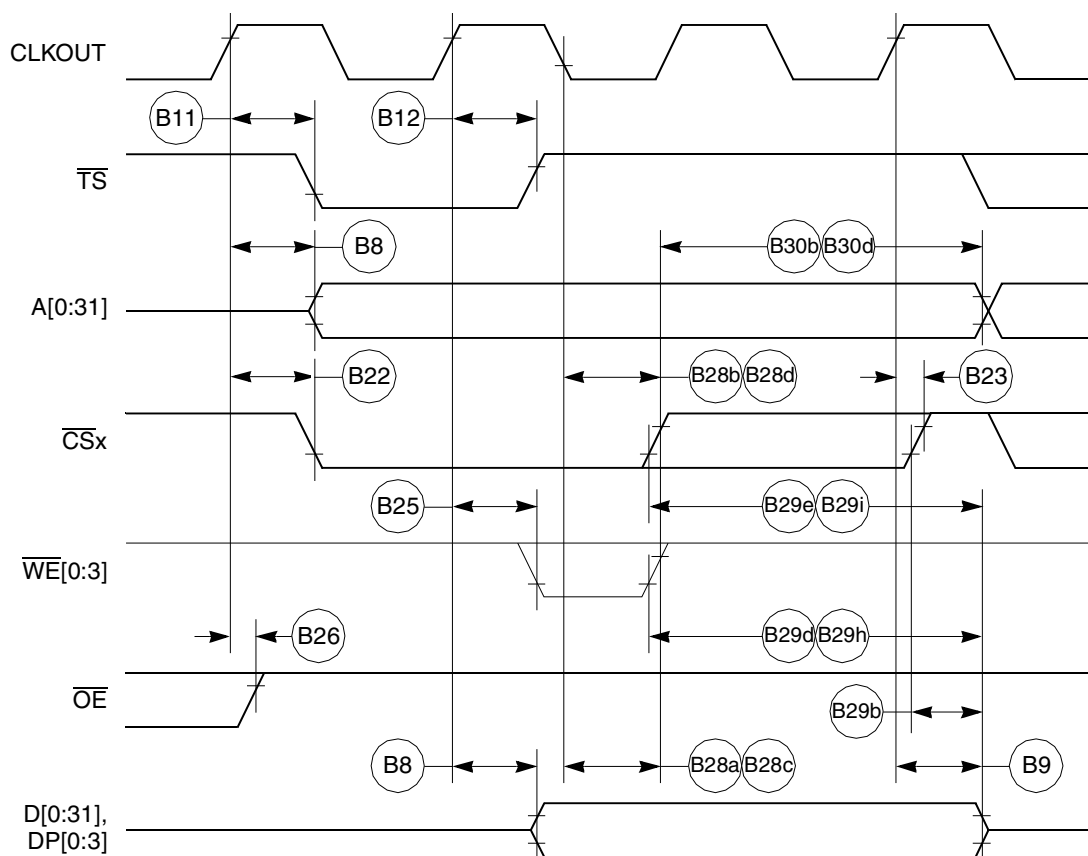 CLKOUT
B11
B12
TS
B8
B30b B30d
A[0:31]
B22
B28b B28d
B23
CSx
B25
B29e B29i
WE[0:3]
B26
B29d B29h
OE
B29b
B8
B28a B28c
B9
D[0:31],
DP[0:3]